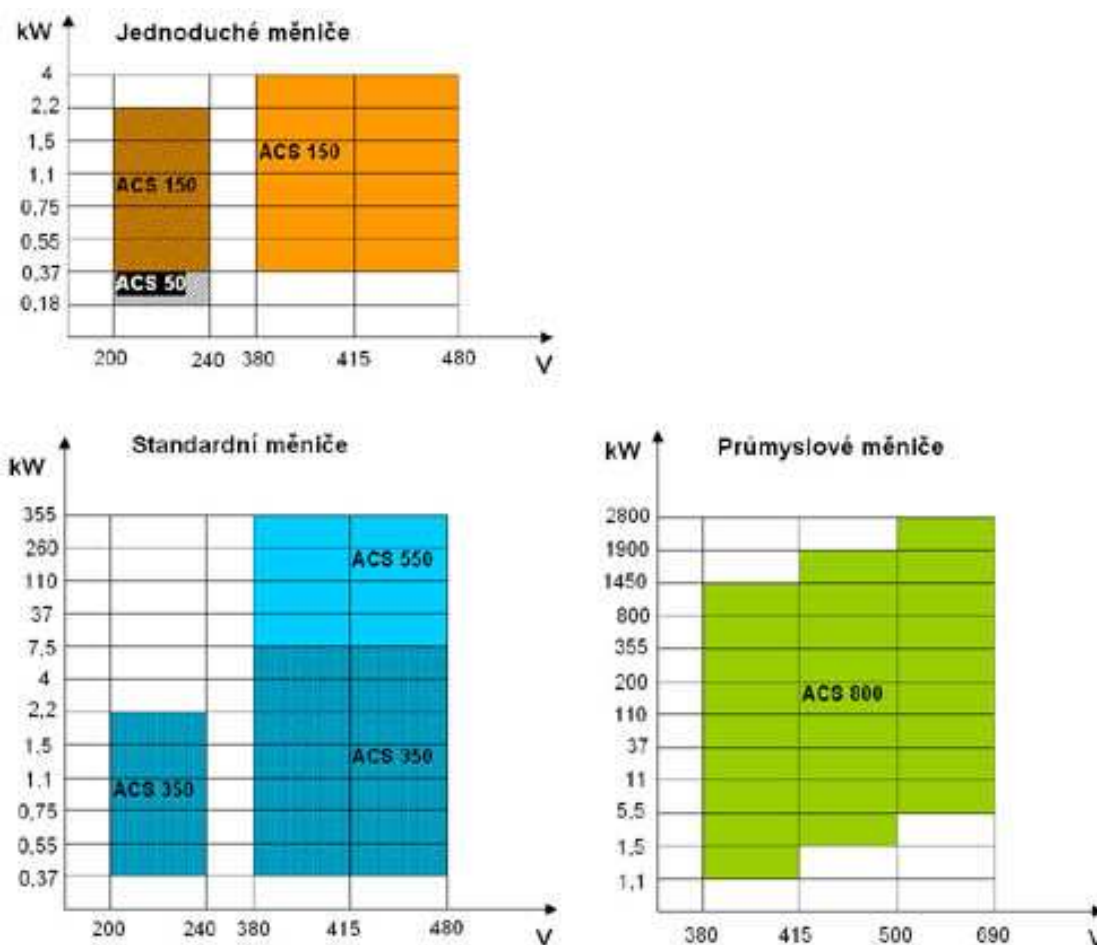 kW Jednoduché měniče
4
2.2
1,5
ACS 150
1,1
ACS 150
0,75
0,55
0.37
ACS 50
0,18
200 240 380 415 480 V
Standardní měniče
kW
355
260
ACS 550
110
37
7,5
4
2.2
1,5
ACS 350
1.1
ACS 350
0,75
0,55
0,37
200 240 380 415 480 V
Průmyslové měniče
kW
2800
1900
1450
800
355
200
ACS 800
110
37
11
5,5
1,5
1,1
380 415 500 690 V